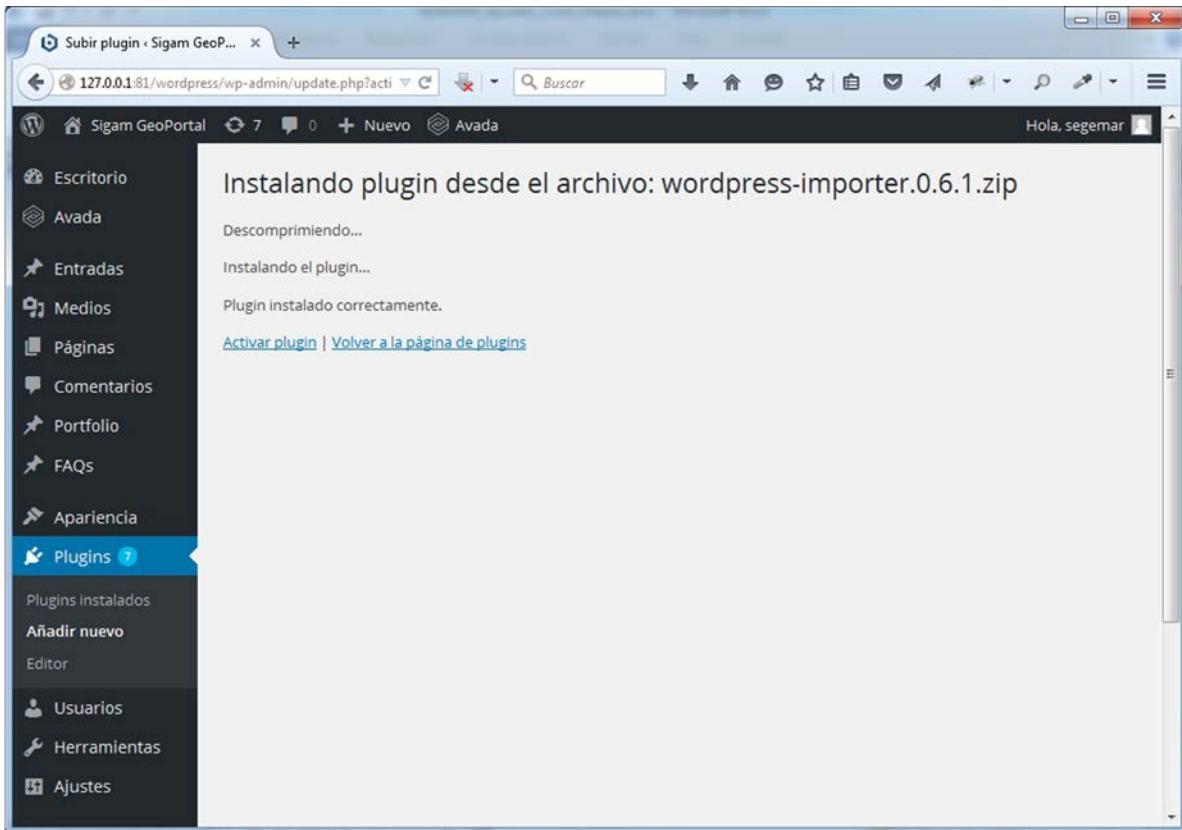 Subir plugin ‹ Sigam GeoP...
127.0.0.1:81/wordpress/wp-admin/update.php?acti
Buscar
Sigam GeoPortal 7 0 + Nuevo Avada Hola, segemar
Escritorio
Avada
Entradas
Medios
Páginas
Comentarios
Portfolio
FAQs
Apariencia
Plugins 7
Plugins instalados
Añadir nuevo
Editor
Usuarios
Herramientas
Ajustes
Instalando plugin desde el archivo: wordpress-importer.0.6.1.zip
Descomprimiendo...
Instalando el plugin...
Plugin instalado correctamente.
Activar plugin | Volver a la página de plugins